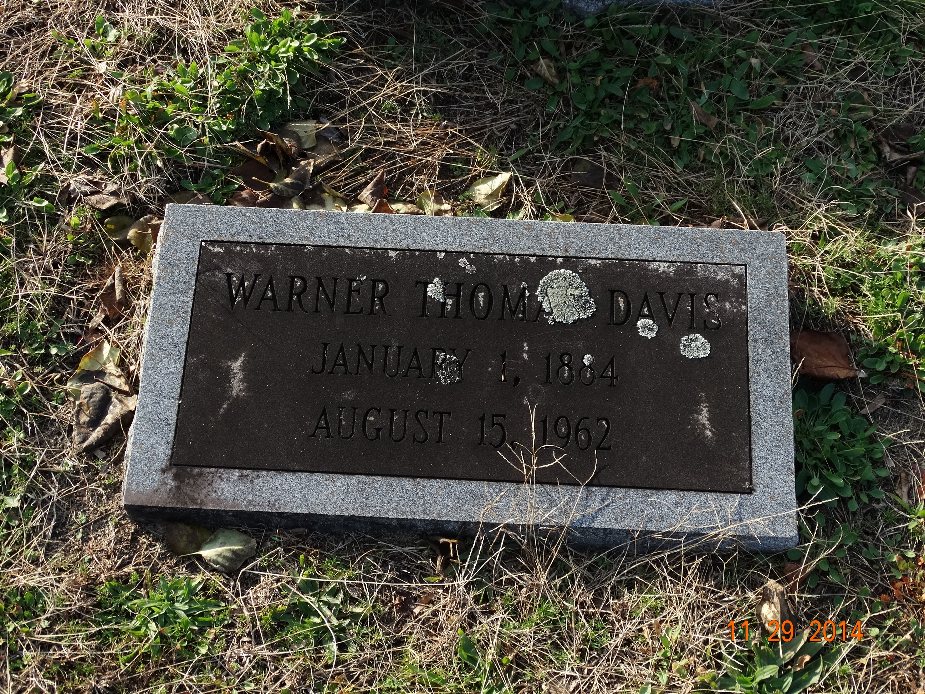 WARNER THOMAS DAVIS
JANUARY 1, 1884
AUGUST 15, 1962
11 29 2014